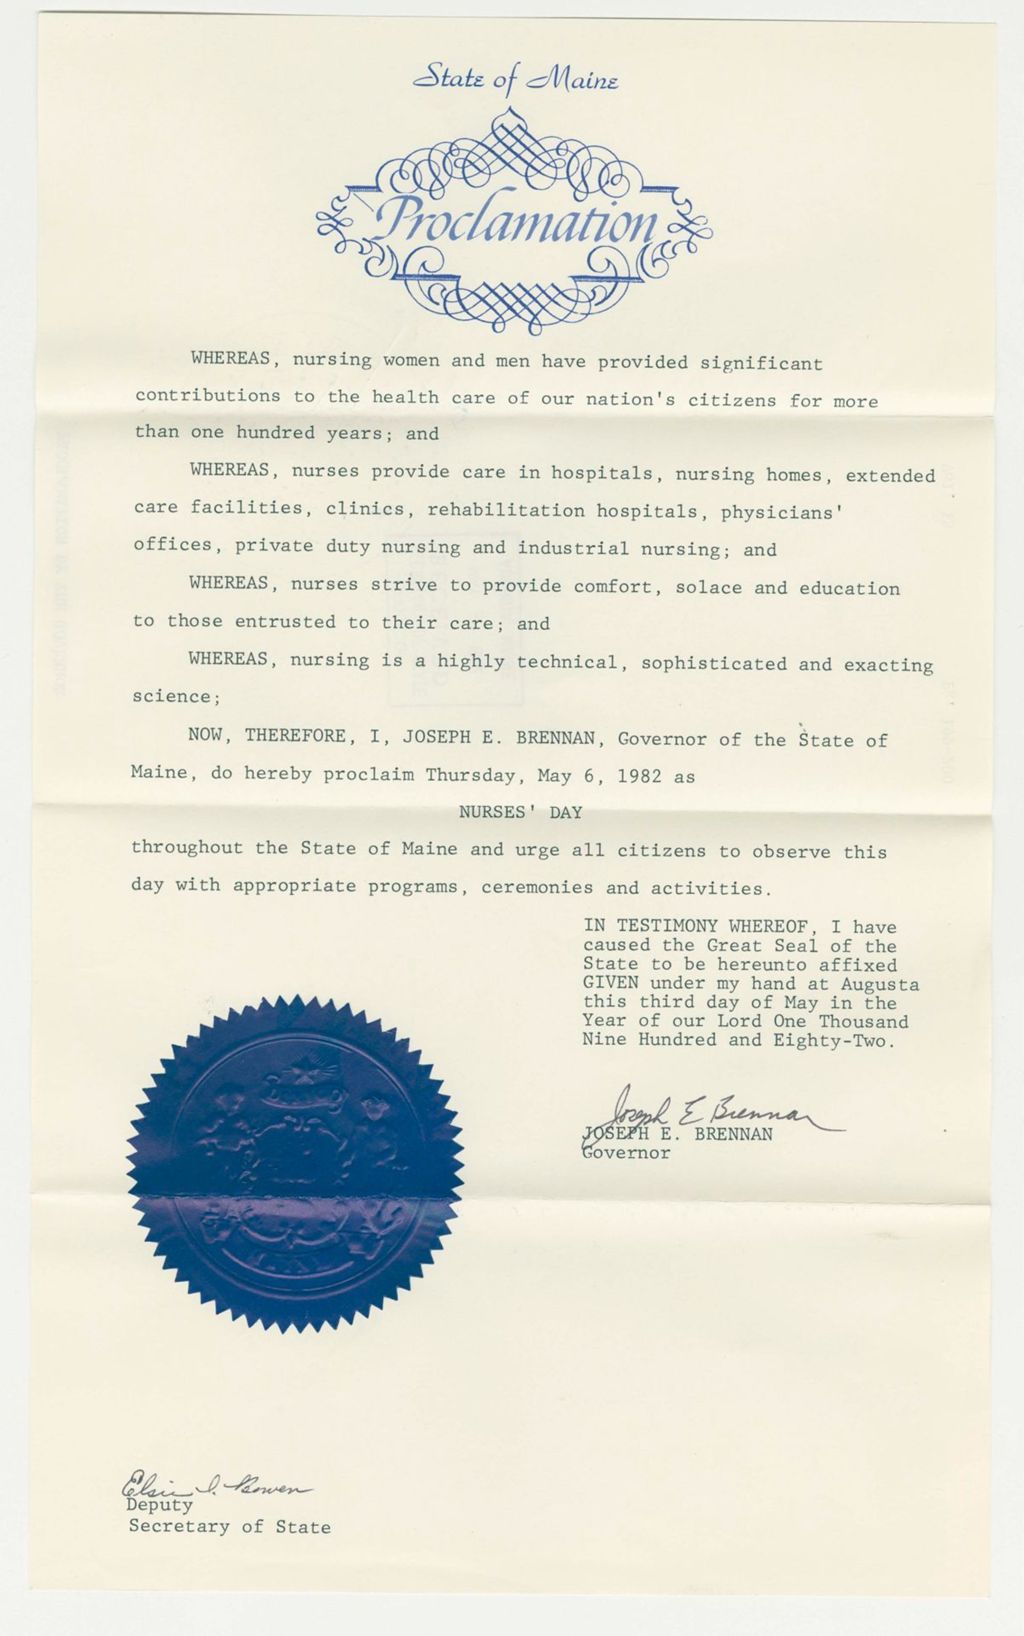 State of Maine
Proclamation
WHEREAS, nursing women and men have provided significant
contributions to the health care of our nation's citizens for more
than one hundred years; and
WHEREAS, nurses provide care in hospitals, nursing homes, extended
care facilities, clinics, rehabilitation hospitals, physicians'
offices, private duty nursing and industrial nursing; and
WHEREAS, nurses strive to provide comfort, solace and education
to those entrusted to their care; and
WHEREAS, nursing is a highly technical, sophisticated and exacting
science;
NOW, THEREFORE, I, JOSEPH E. BRENNAN, Governor of the State of
Maine, do hereby proclaim Thursday, May 6, 1982 as
NURSES' DAY
throughout the State of Maine and urge all citizens to observe this
day with appropriate programs, ceremonies and activities.
IN TESTIMONY WHEREOF, I have
caused the Great Seal of the
State to be hereunto affixed
GIVEN under my hand at Augusta
this third day of May in the
Year of our Lord One Thousand
Nine Hundred and Eighty-Two.
Joseph E Brennan
JOSEPH E. BRENNAN
Governor
Elsie I. Bowen
Deputy
Secretary of State